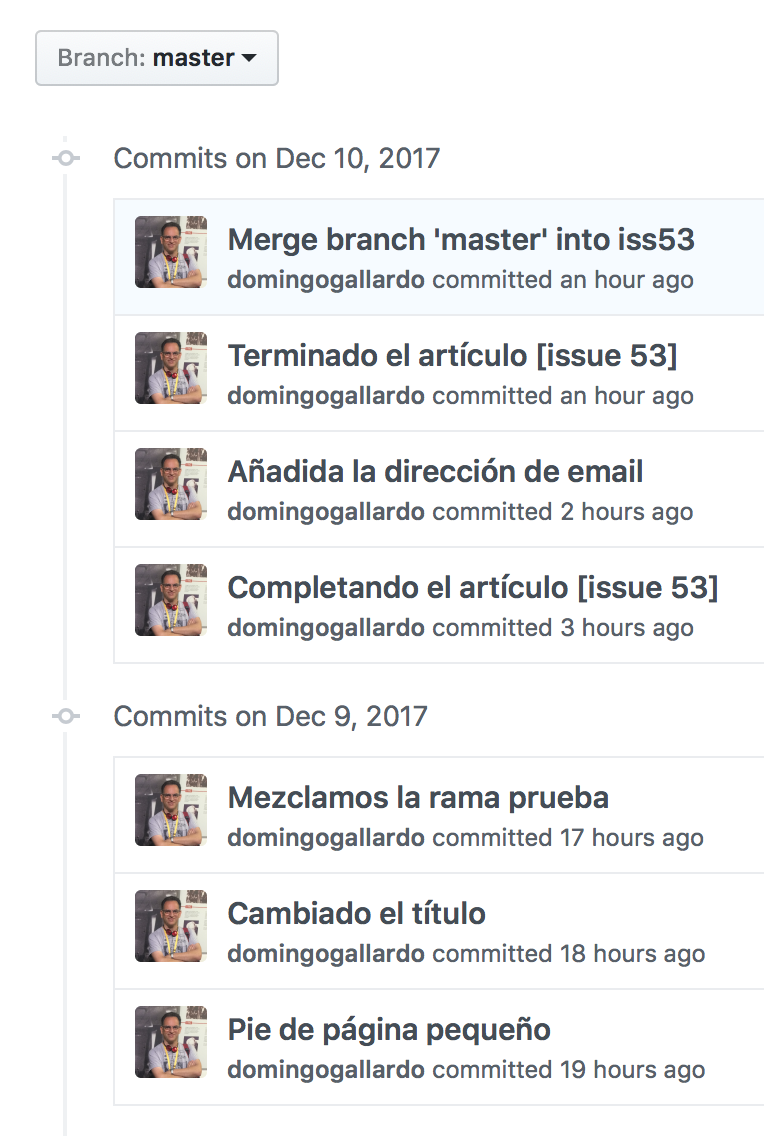 Branch: master
Commits on Dec 10, 2017
Merge branch 'master' into iss53
domingogallardo committed an hour ago
Terminado el artículo [issue 53]
domingogallardo committed an hour ago
Añadida la dirección de email
domingogallardo committed 2 hours ago
Completando el artículo [issue 53]
domingogallardo committed 3 hours ago
Commits on Dec 9, 2017
Mezclamos la rama prueba
domingogallardo committed 17 hours ago
Cambiado el título
domingogallardo committed 18 hours ago
Pie de página pequeño
domingogallardo committed 19 hours ago